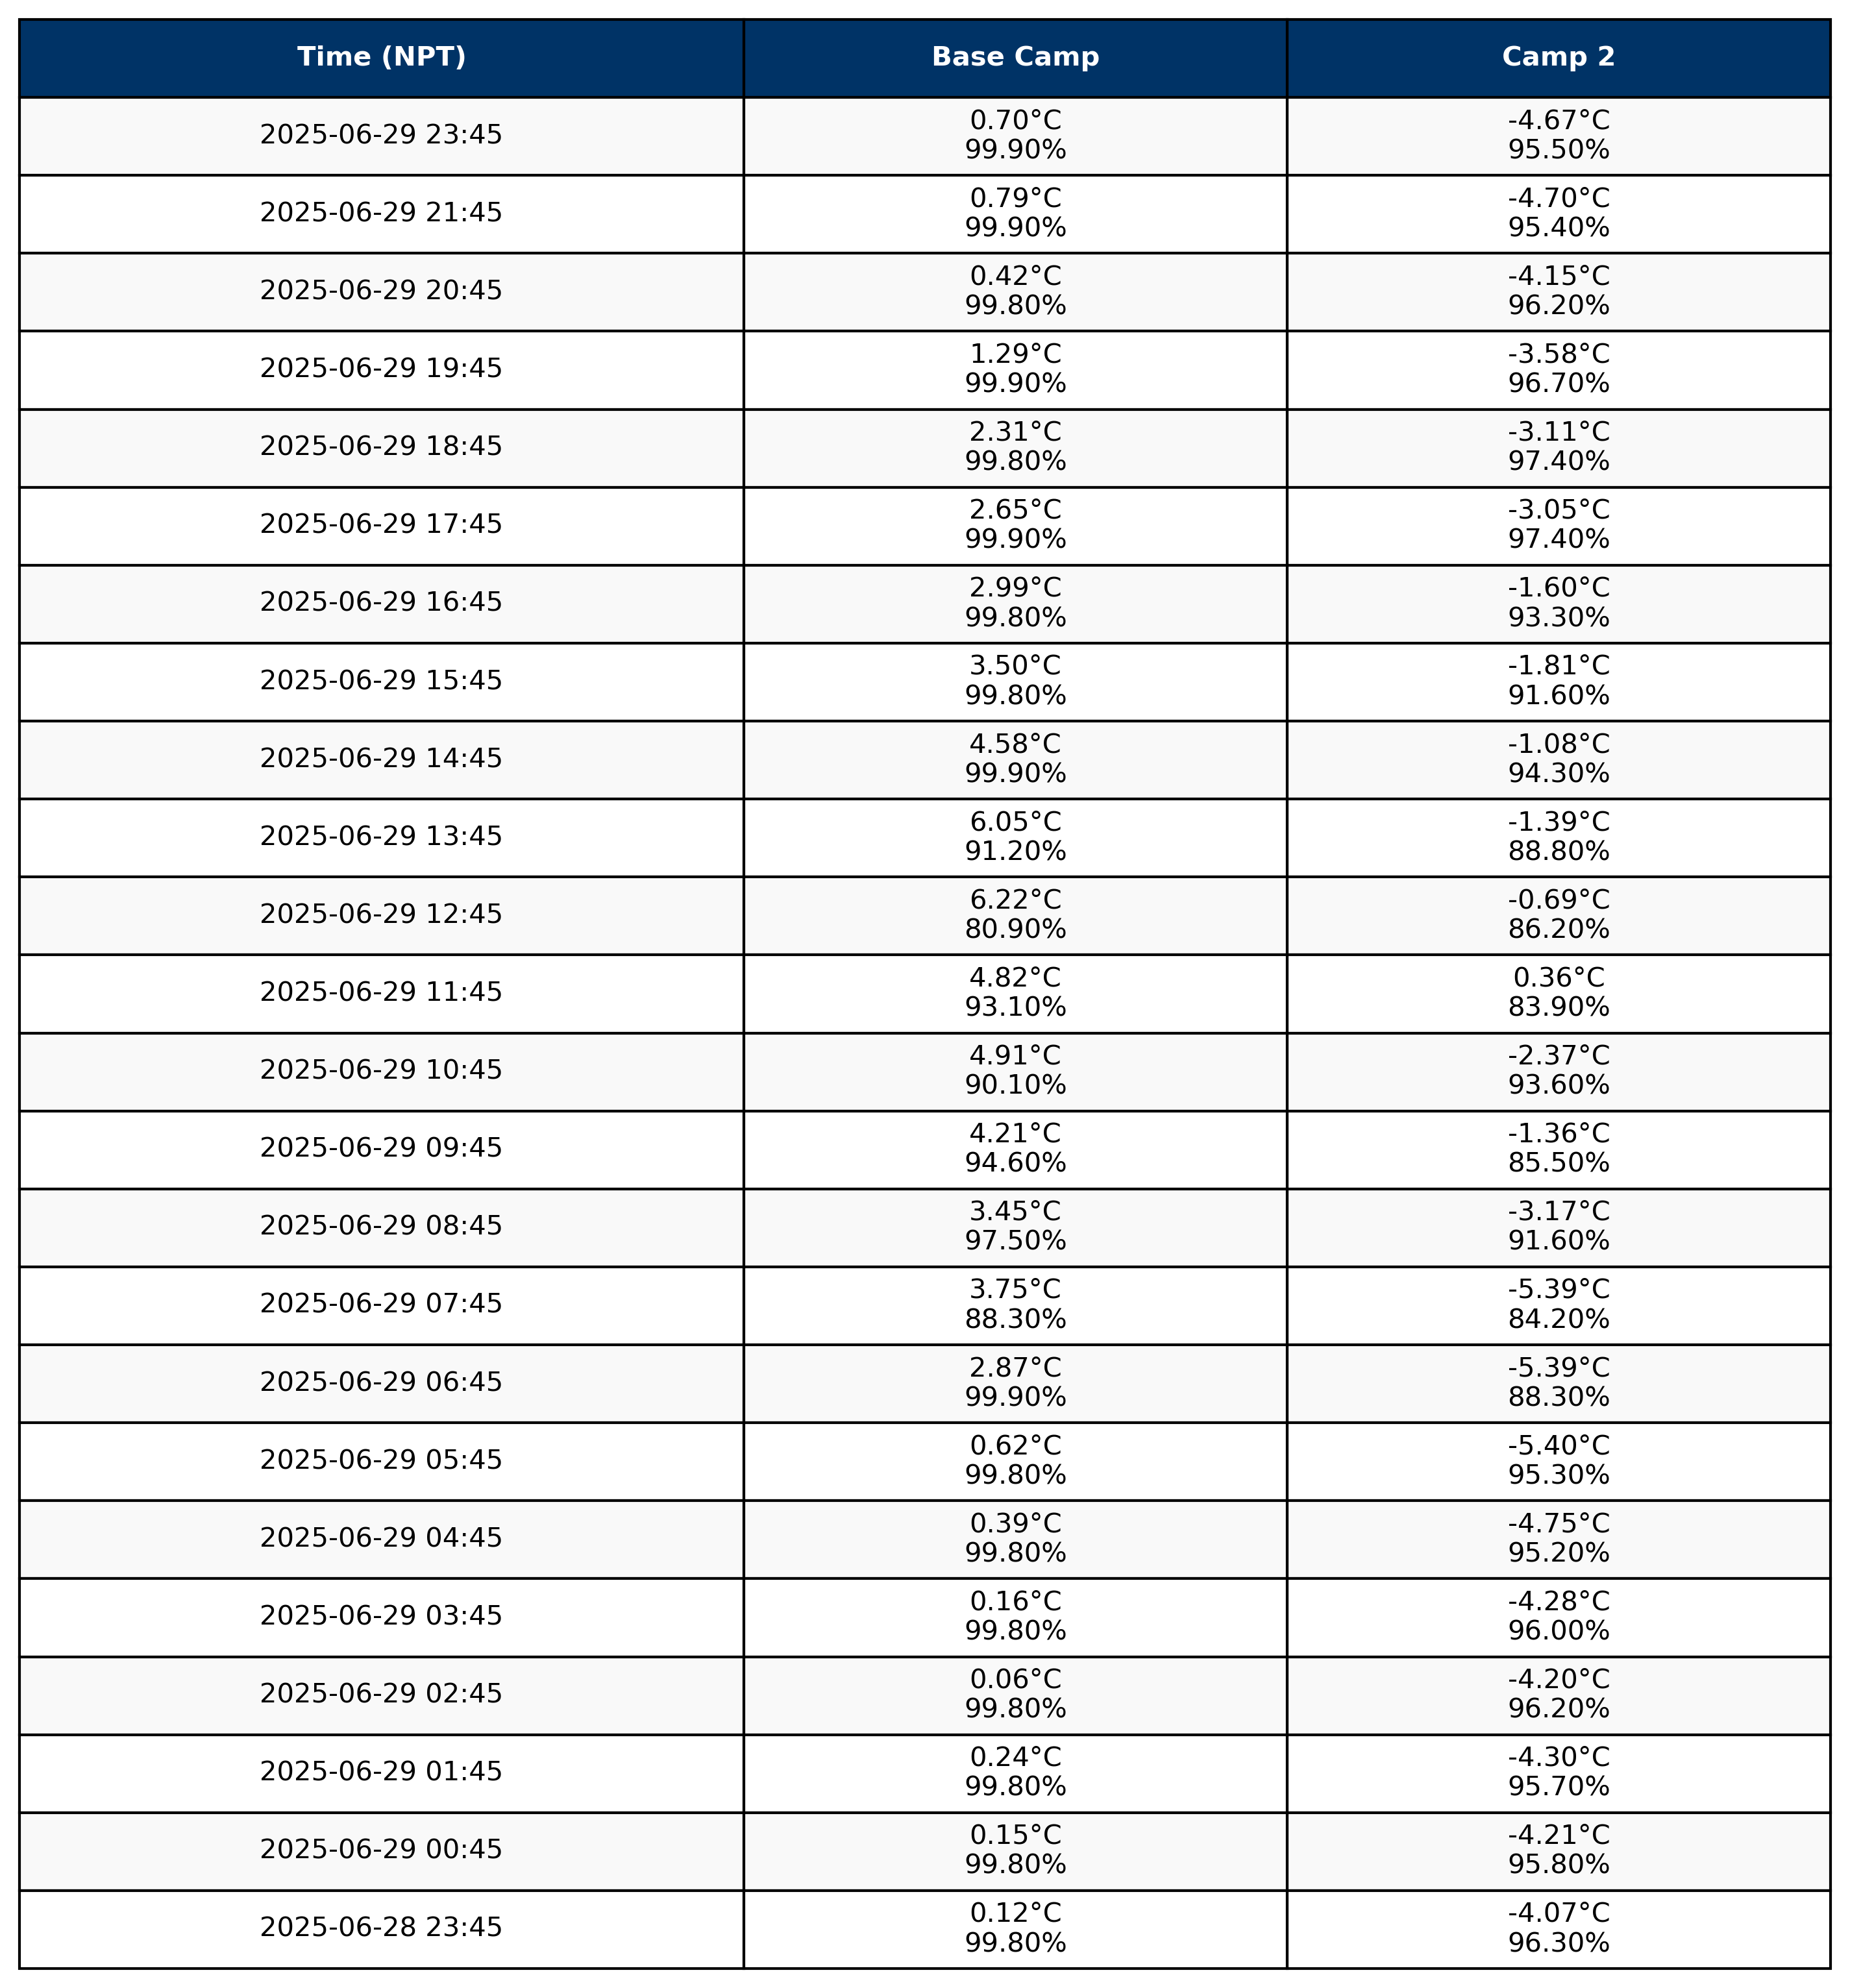 Time (NPT) Base Camp Camp 2
0.70°C -4.67°C
2025-06-29 23:45
99.90% 95.50%
0.79°C -4.70°C
2025-06-29 21:45
99.90% 95.40%
0.42°C -4.15°C
2025-06-29 20:45
99.80% 96.20%
1.29°C -3.58°C
2025-06-29 19:45
99.90% 96.70%
2.31°C -3.11°C
2025-06-29 18:45
99.80% 97.40%
2.65°C -3.05°C
2025-06-29 17:45
99.90% 97.40%
2.99°C -1.60°C
2025-06-29 16:45
99.80% 93.30%
3.50°C -1.81°C
2025-06-29 15:45
99.80% 91.60%
4.58°C -1.08°C
2025-06-29 14:45
99.90% 94.30%
6.05°C -1.39°C
2025-06-29 13:45
91.20% 88.80%
6.22°C -0.69°C
2025-06-29 12:45
80.90% 86.20%
4.82°C 0.36°C
2025-06-29 11:45
93.10% 83.90%
4.91°C -2.37°C
2025-06-29 10:45
90.10% 93.60%
4.21°C -1.36°C
2025-06-29 09:45
94.60% 85.50%
3.45°C -3.17°C
2025-06-29 08:45
97.50% 91.60%
3.75°C -5.39°C
2025-06-29 07:45
88.30% 84.20%
2.87°C -5.39°C
2025-06-29 06:45
99.90% 88.30%
0.62°C -5.40°C
2025-06-29 05:45
99.80% 95.30%
0.39°C -4.75°C
2025-06-29 04:45
99.80% 95.20%
0.16°C -4.28°C
2025-06-29 03:45
99.80% 96.00%
0.06°C -4.20°C
2025-06-29 02:45
99.80% 96.20%
0.24°C -4.30°C
2025-06-29 01:45
99.80% 95.70%
0.15°C -4.21°C
2025-06-29 00:45
99.80% 95.80%
0.12°C -4.07°C
2025-06-28 23:45
99.80% 96.30%